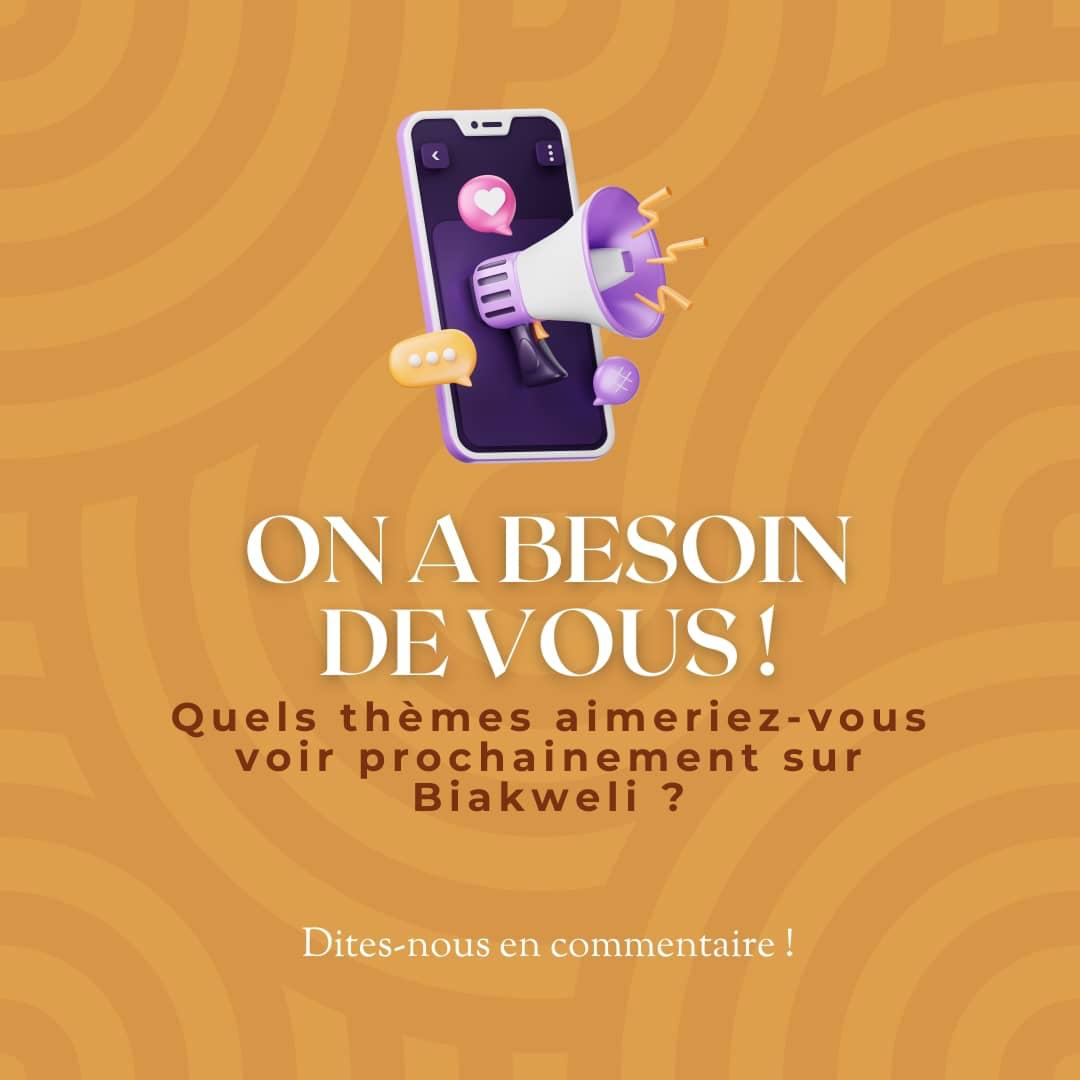 ON A BESOIN
DE VOUS !
Quels thèmes aimeriez-vous
voir prochainement sur
Biakweli ?
Dites-nous en commentaire !